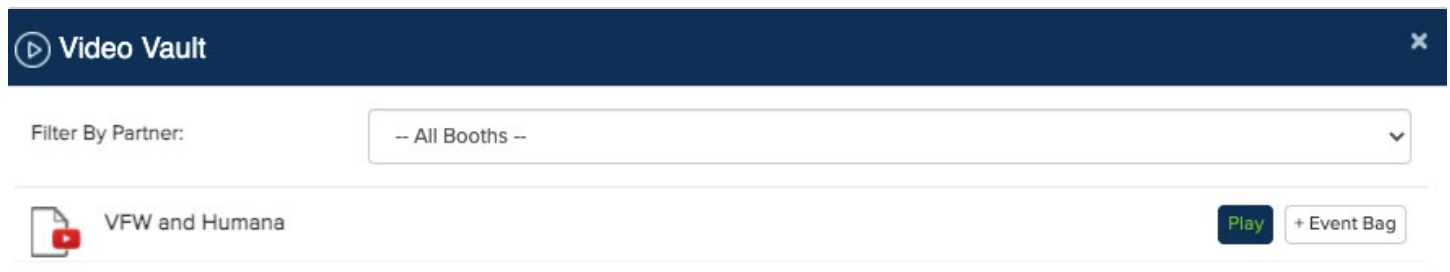 Video Vault
×
Filter By Partner:
-- All Booths --
VFW and Humana
Play
+ Event Bag